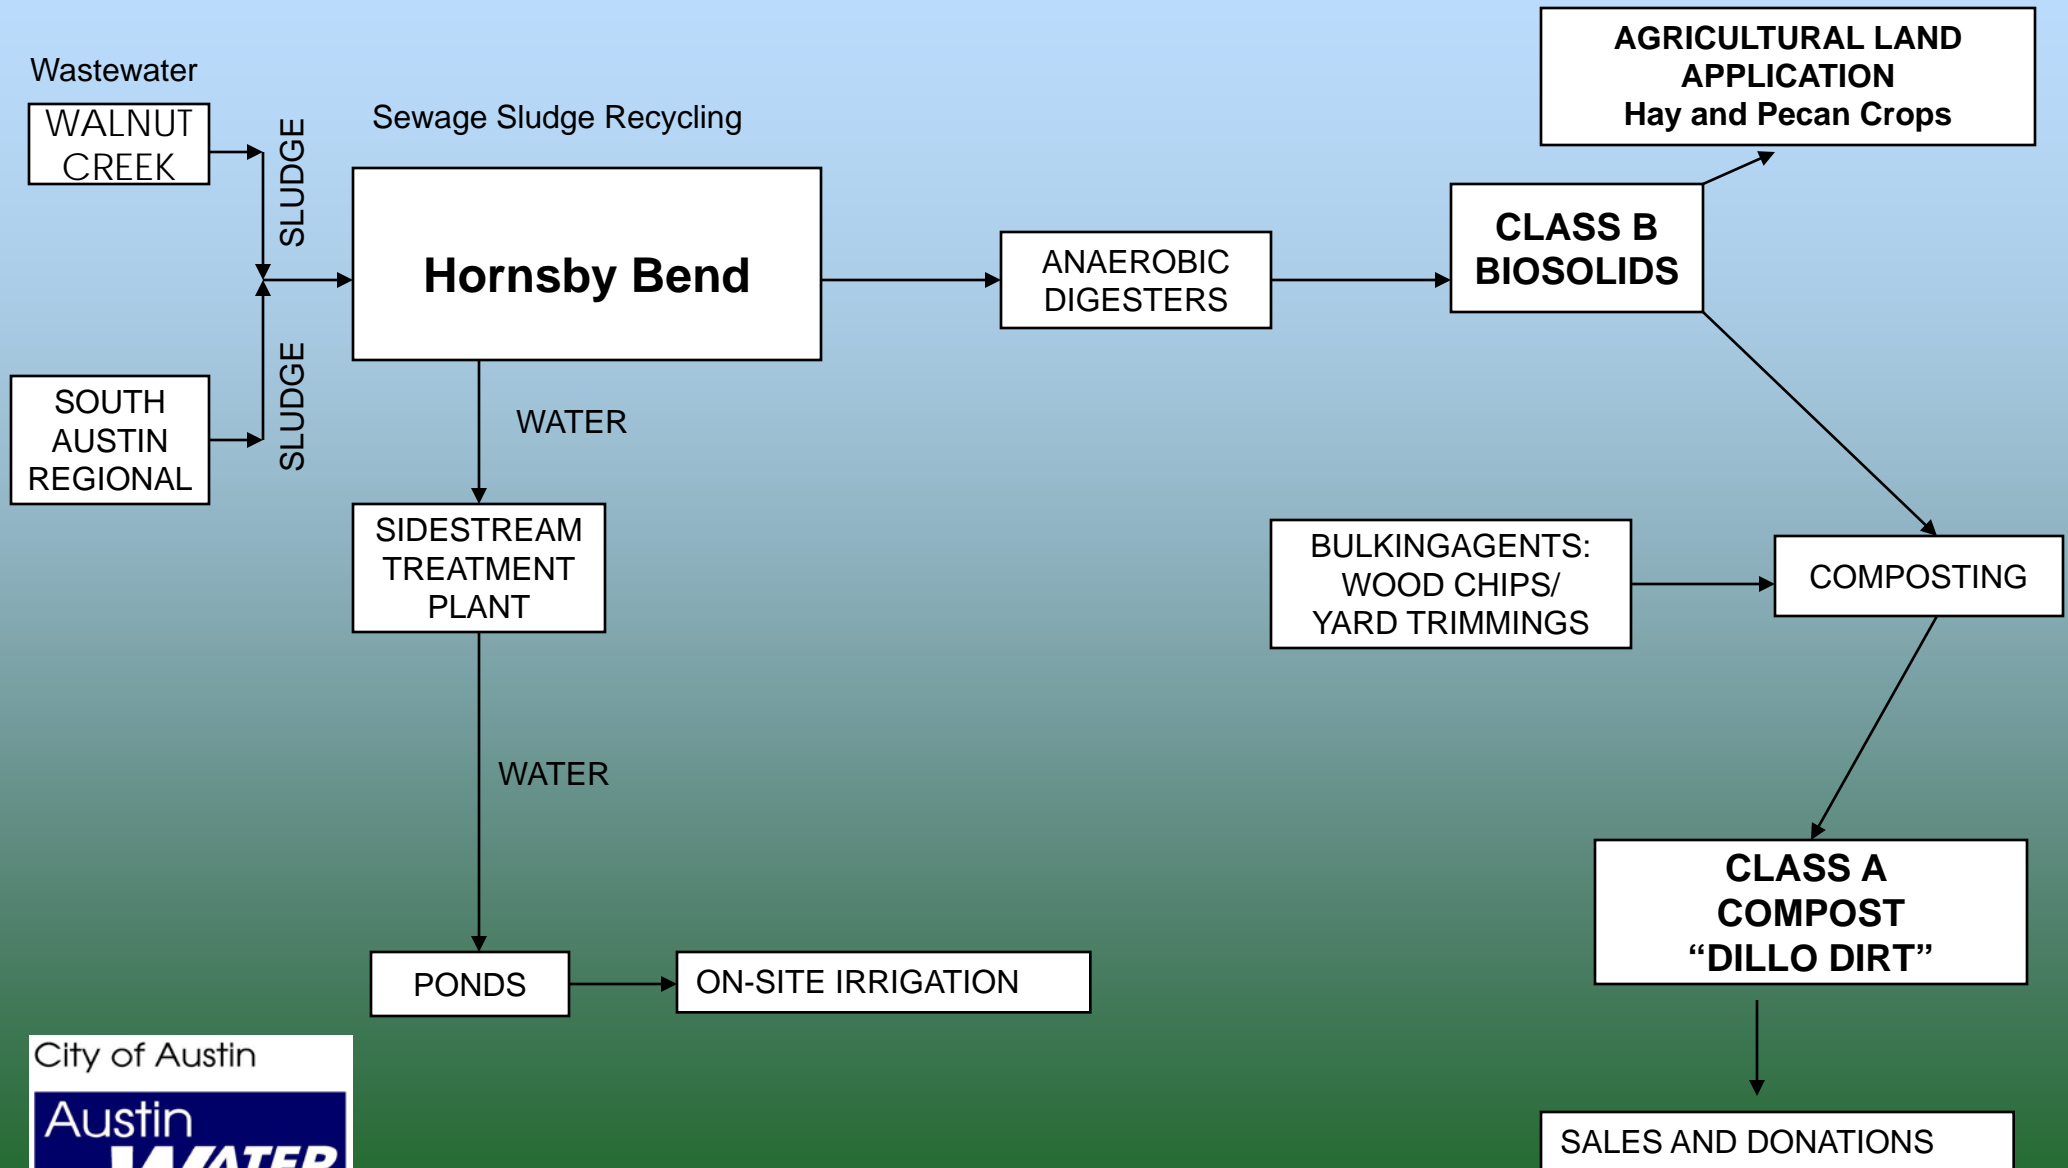 Wastewater
WALNUT
CREEK
SLUDGE
Sewage Sludge Recycling
Hornsby Bend
SOUTH
AUSTIN
REGIONAL
SLUDGE
WATER
SIDESTREAM
TREATMENT
PLANT
WATER
PONDS
ON-SITE IRRIGATION
ANAEROBIC
DIGESTERS
CLASS B
BIOSOLIDS
AGRICULTURAL LAND
APPLICATION
Hay and Pecan Crops
BULKINGAGENTS:
WOOD CHIPS/
YARD TRIMMINGS
COMPOSTING
CLASS A
COMPOST
“DILLO DIRT”
SALES AND DONATIONS
City of Austin
Austin
WATER